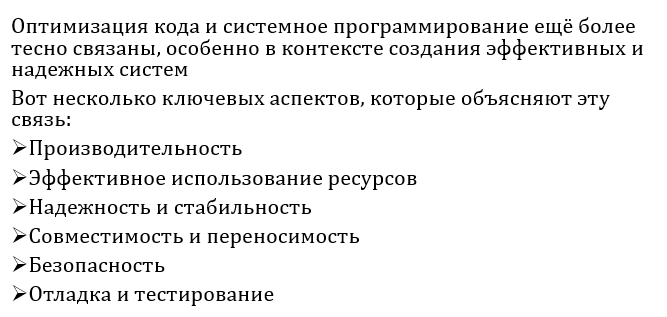 Оптимизация кода и системное программирование ещё более
тесно связаны, особенно в контексте создания эффективных и
надежных систем
Вот несколько ключевых аспектов, которые объясняют эту
связь:
➢Производительность
➢Эффективное использование ресурсов
➢Надежность и стабильность
➢Совместимость и переносимость
➢Безопасность
➢Отладка и тестирование